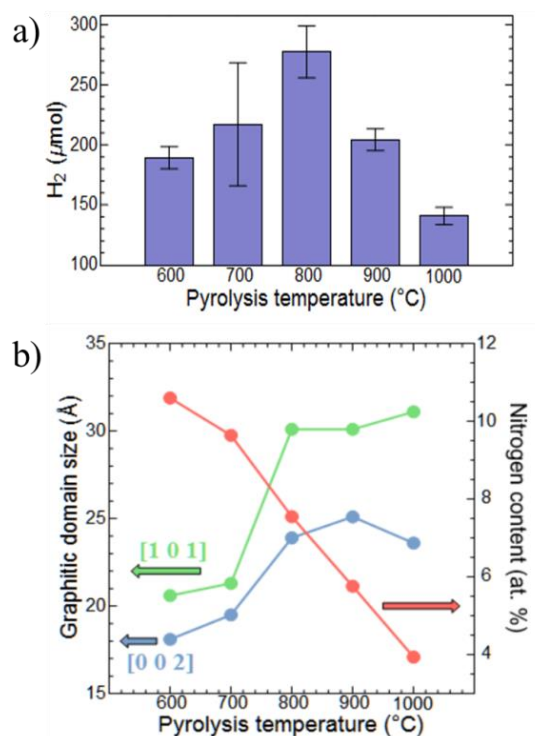 a)
300
250
200
150
100
H₂ (μmol)
600 700 800 900 1000
Pyrolysis temperature (°C)
b)
35
30
25
20
15
Graphitic domain size (Å)
12
10
8
6
4
Nitrogen content (at. %)
[1 0 1]
[0 0 2]
600 700 800 900 1000
Pyrolysis temperature (°C)